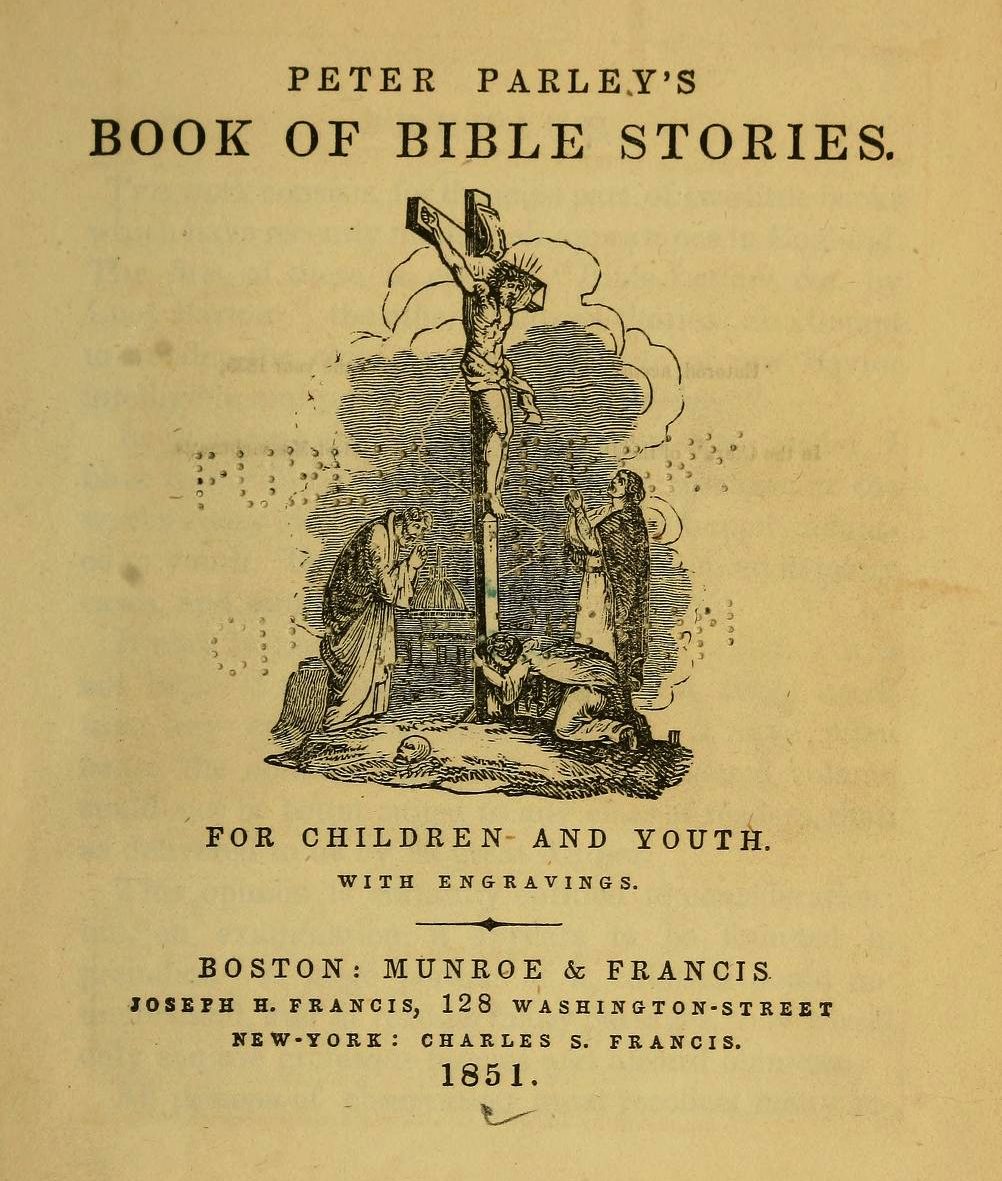 PETER PARLEY'S
BOOK OF BIBLE STORIES.
FOR CHILDREN AND YOUTH.
WITH ENGRAVINGS.
BOSTON: MUNROE & FRANCIS
JOSEPH H. FRANCIS, 128 WASHINGTON-STREET
NEW-YORK: CHARLES S. FRANCIS.
1851.